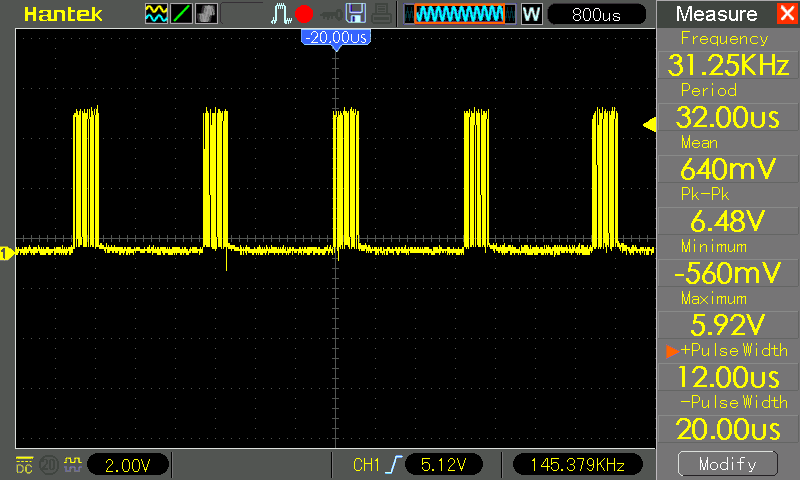 Hantek
W
800us
Measure
-20.00us
Frequency
31.25KHz
Period
32.00us
Mean
640mV
Pk-Pk
6.48V
Minimum
-560mV
Maximum
5.92V
+Pulse Width
12.00us
-Pulse Width
20.00us
Modify
1
DC
20
2.00V
CH1
5.12V
145.379KHz